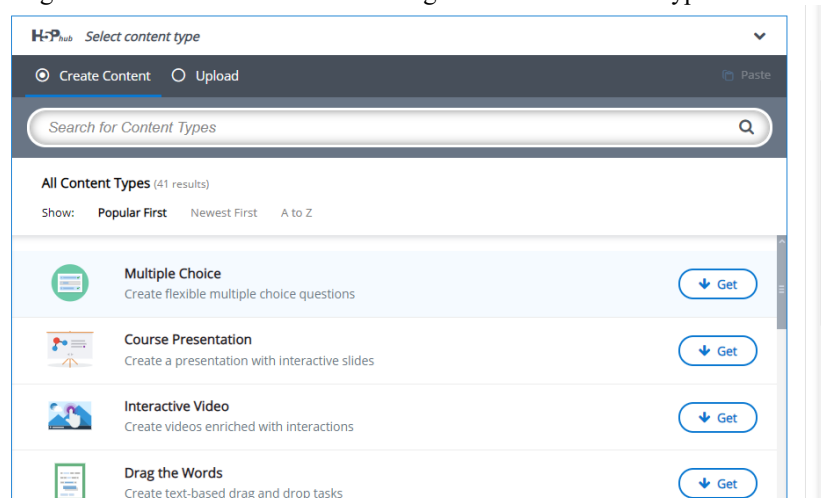 H-P hub Select content type
Create Content Upload Paste
Search for Content Types
All Content Types (41 results)
Show: Popular First Newest First A to Z
Multiple Choice
Create flexible multiple choice questions
Get
Course Presentation
Create a presentation with interactive slides
Get
Interactive Video
Create videos enriched with interactions
Get
Drag the Words
Create text-based drag and drop tasks
Get